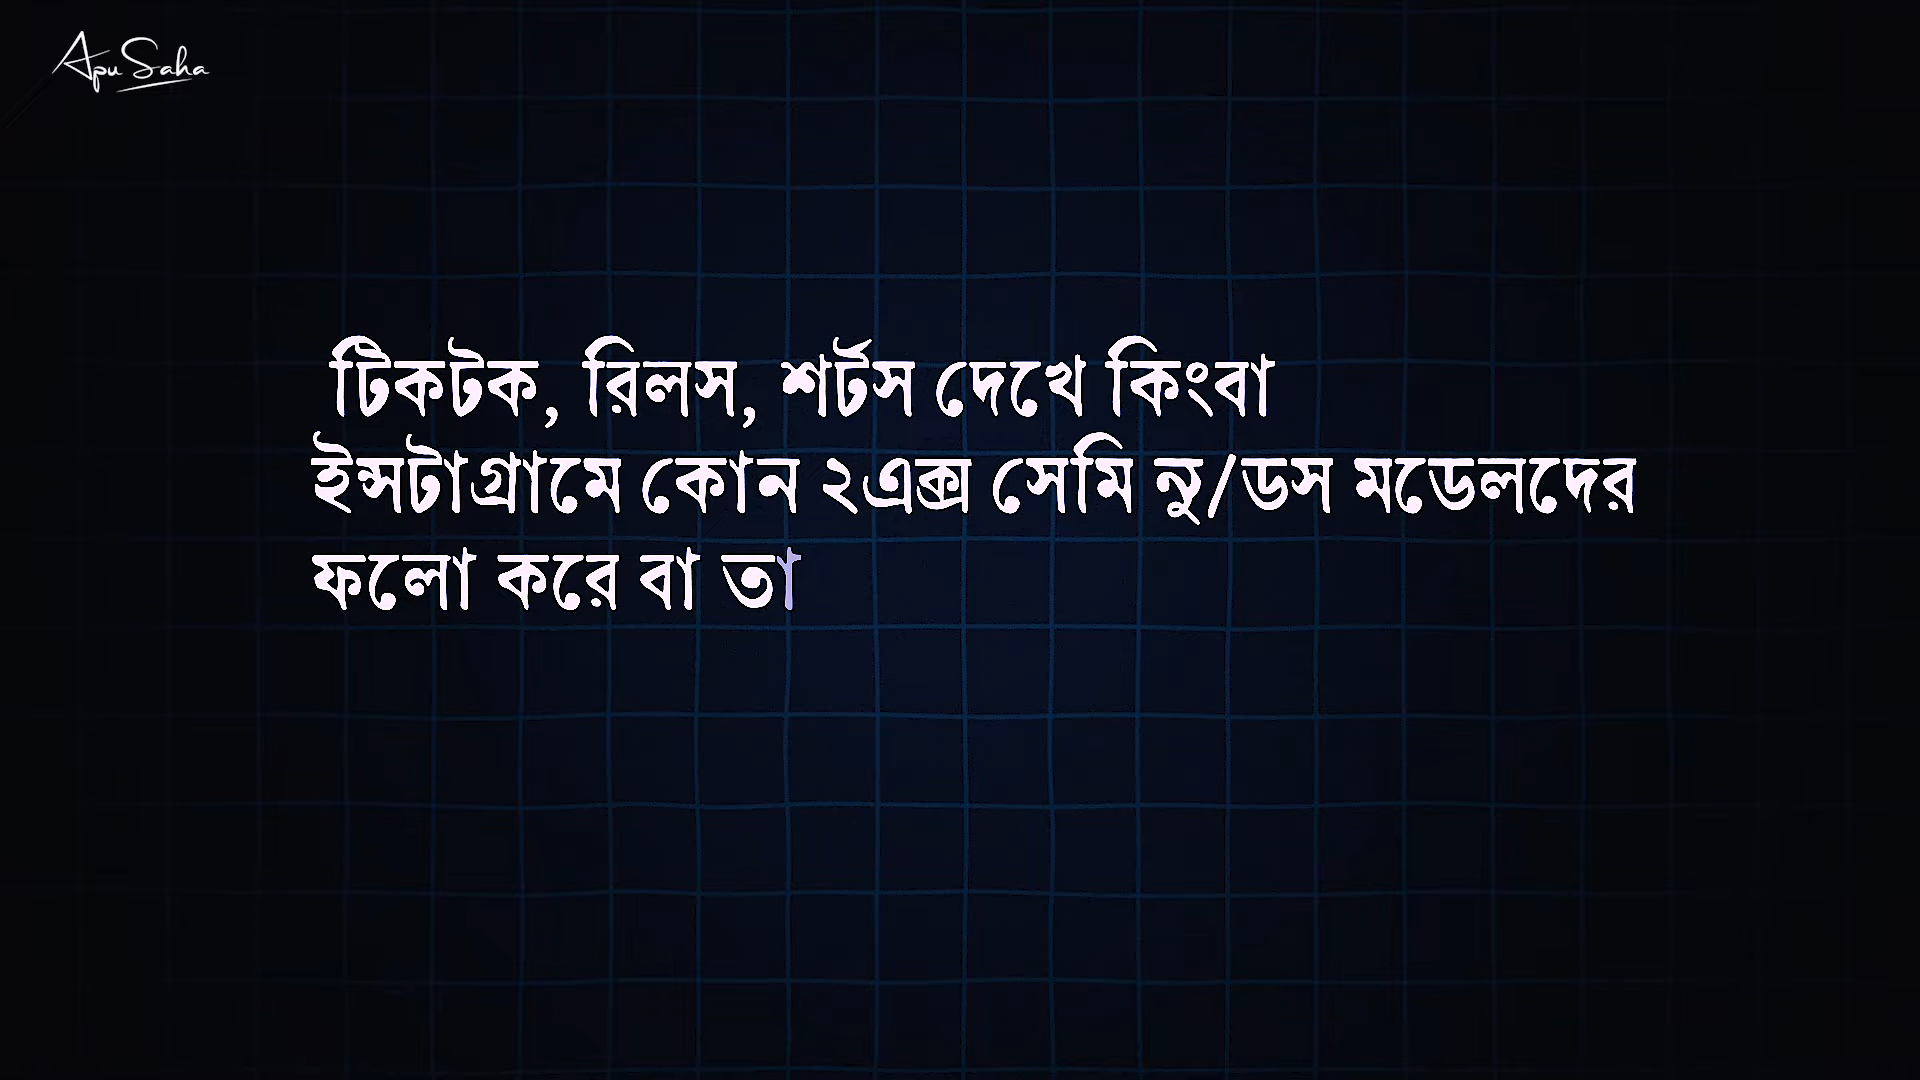 Apu Saha
টিকটক, রিলস, শর্টস দেখে কিংবা
ইন্সটাগ্রামে কোন ২এক্স সেমি নু/ডস মডেলদের
ফলো করে বা তা